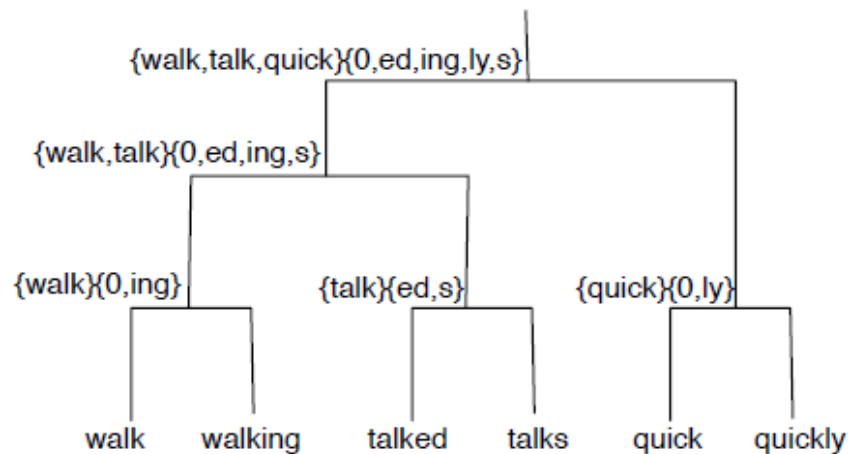 {walk,talk,quick}{0,ed,ing,ly,s}
{walk,talk}{0,ed,ing,s}
{walk}{0,ing} {talk}{ed,s} {quick}{0,ly}
walk walking talked talks quick quickly